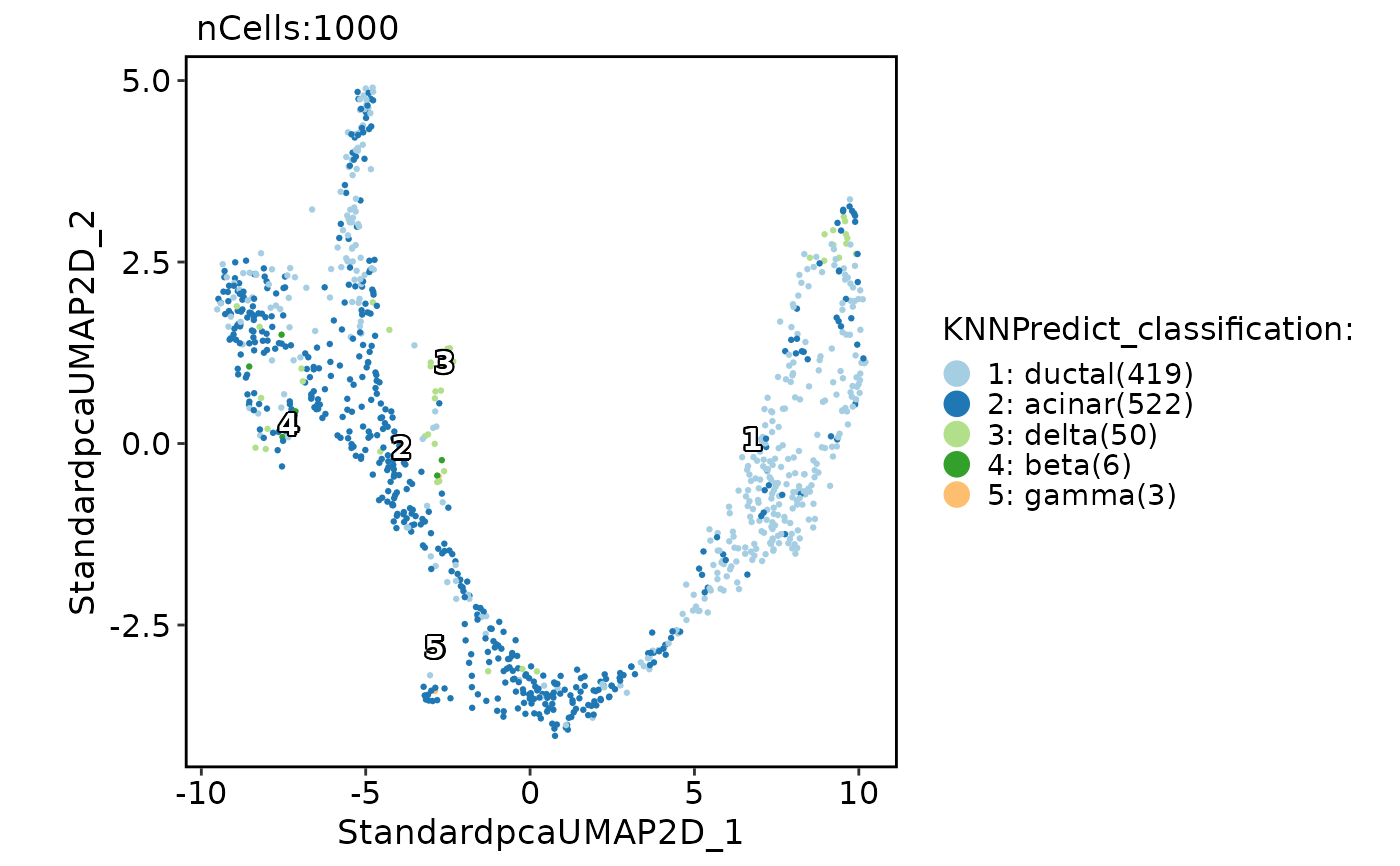 nCells:1000
5.0
2.5
0.0
-2.5
StandardpcaUMAP2D_2
3
4
2
1
5
-10
-5
0
5
10
StandardpcaUMAP2D_1
KNNPredict_classification:
1: ductal(419)
2: acinar(522)
3: delta(50)
4: beta(6)
5: gamma(3)